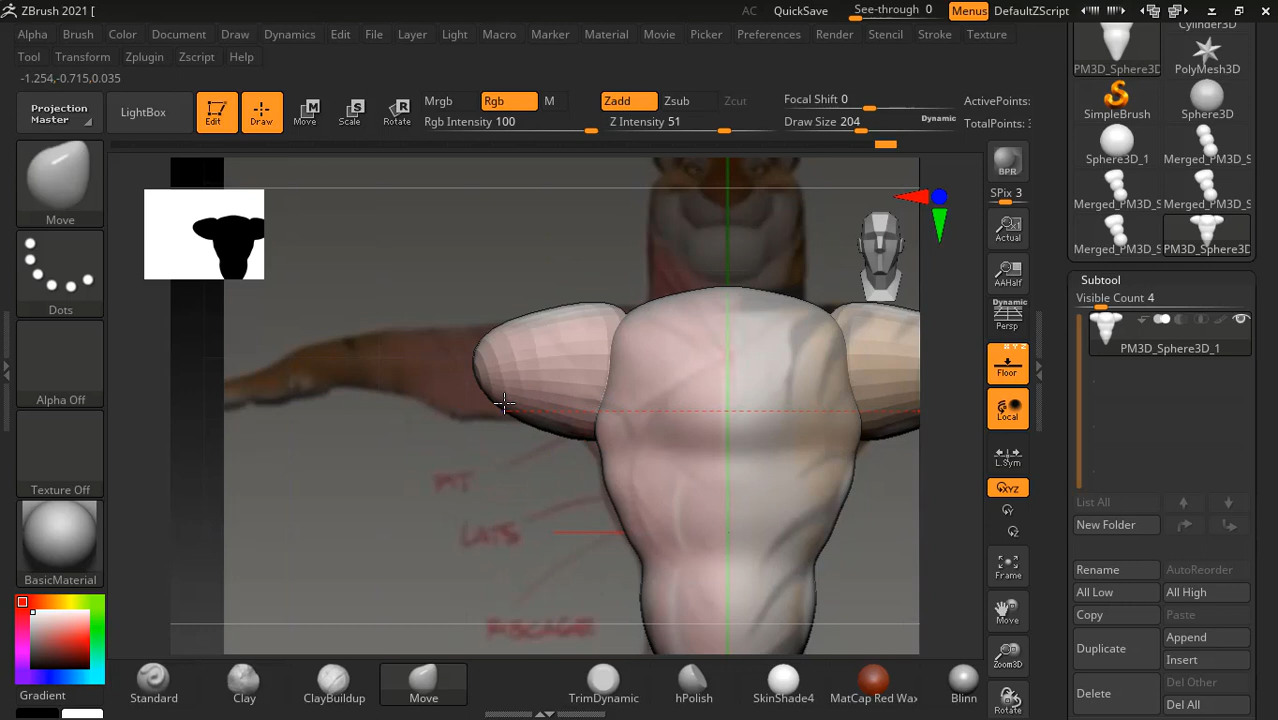 ZBrush 2021 [
AC QuickSave See-through 0 Menus DefaultZScript
Alpha Brush Color Document Draw Dynamics Edit File Layer Light Macro Marker Material Movie Picker Preferences Render Stencil Stroke Texture
Tool Transform Zplugin Zscript Help
-1.254,-0.715,0.035
Projection
Master
LightBox
Edit
Draw
Move
Scale
Rotate
Mrgb Rgb M
Rgb Intensity 100
Zadd Zsub Zcut
Z Intensity 51
Focal Shift 0
Draw Size 204
Dynamic
ActivePoints:
TotalPoints:
Move
Dots
Alpha Off
Texture Off
BasicMaterial
Gradient
PIT
LATS
RIBCAGE
BPR
SPix 3
Actual
AAHalf
Dynamic
Persp
X Y Z
Floor
Local
L.Sym
XYZ
Y
Z
Frame
Move
Zoom3D
Rotate
Cylinder3D
PM3D_Sphere3D
PolyMesh3D
SimpleBrush
Sphere3D
Sphere3D_1
Merged_PM3D_S
Merged_PM3D_S
Merged_PM3D_S
Merged_PM3D_S
PM3D_Sphere3D
Subtool
Visible Count 4
PM3D_Sphere3D_1
List All
New Folder
Rename AutoReorder
All Low All High
Copy Paste
Duplicate
Append
Insert
Delete
Del Other
Del All
Standard
Clay
ClayBuildup
Move
TrimDynamic
hPolish
SkinShade4
MatCap Red Wax
Blinn